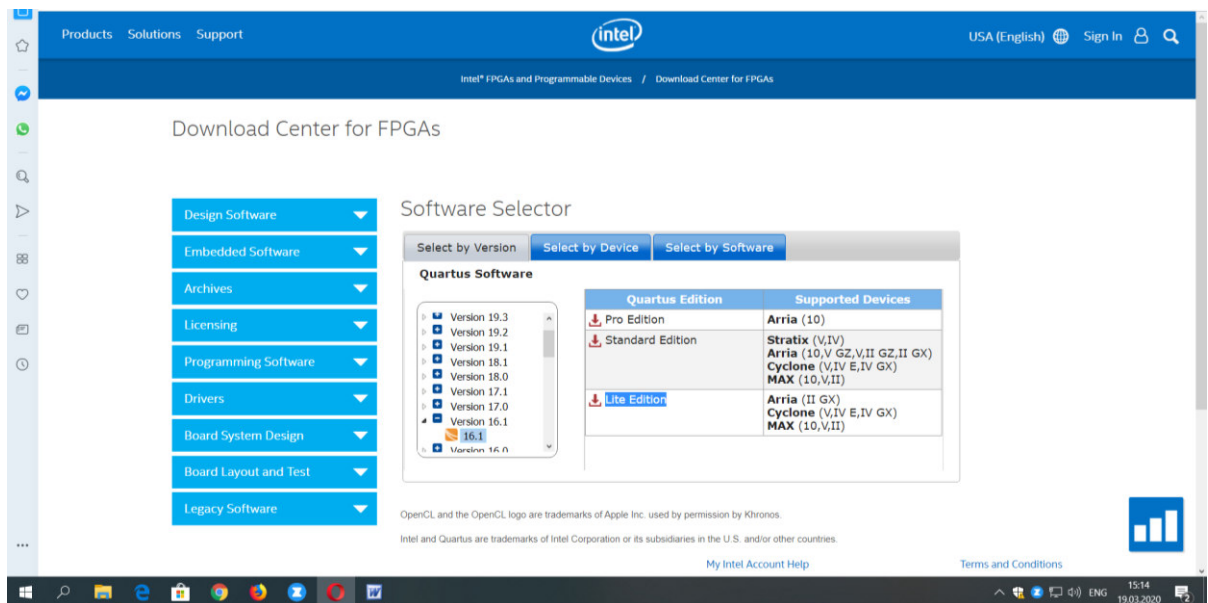 Products Solutions Support
intel
USA (English) Sign In
Intel® FPGAs and Programmable Devices / Download Center for FPGAs
Download Center for FPGAs
Design Software
Embedded Software
Archives
Licensing
Programming Software
Drivers
Board System Design
Board Layout and Test
Legacy Software
Software Selector
Select by Version Select by Device Select by Software
Quartus Software
Version 19.3
Version 19.2
Version 19.1
Version 18.1
Version 18.0
Version 17.1
Version 17.0
Version 16.1
16.1
Version 16.0
Quartus Edition Supported Devices
Pro Edition Arria (10)
Standard Edition Stratix (V,IV)
Arria (10,V GZ,V,II GZ,II GX)
Cyclone (V,IV E,IV GX)
MAX (10,V,II)
Lite Edition Arria (II GX)
Cyclone (V,IV E,IV GX)
MAX (10,V,II)
OpenCL and the OpenCL logo are trademarks of Apple Inc. used by permission by Khronos.
Intel and Quartus are trademarks of Intel Corporation or its subsidiaries in the U.S. and/or other countries.
My Intel Account Help Terms and Conditions
ENG 15:14
19.03.2020